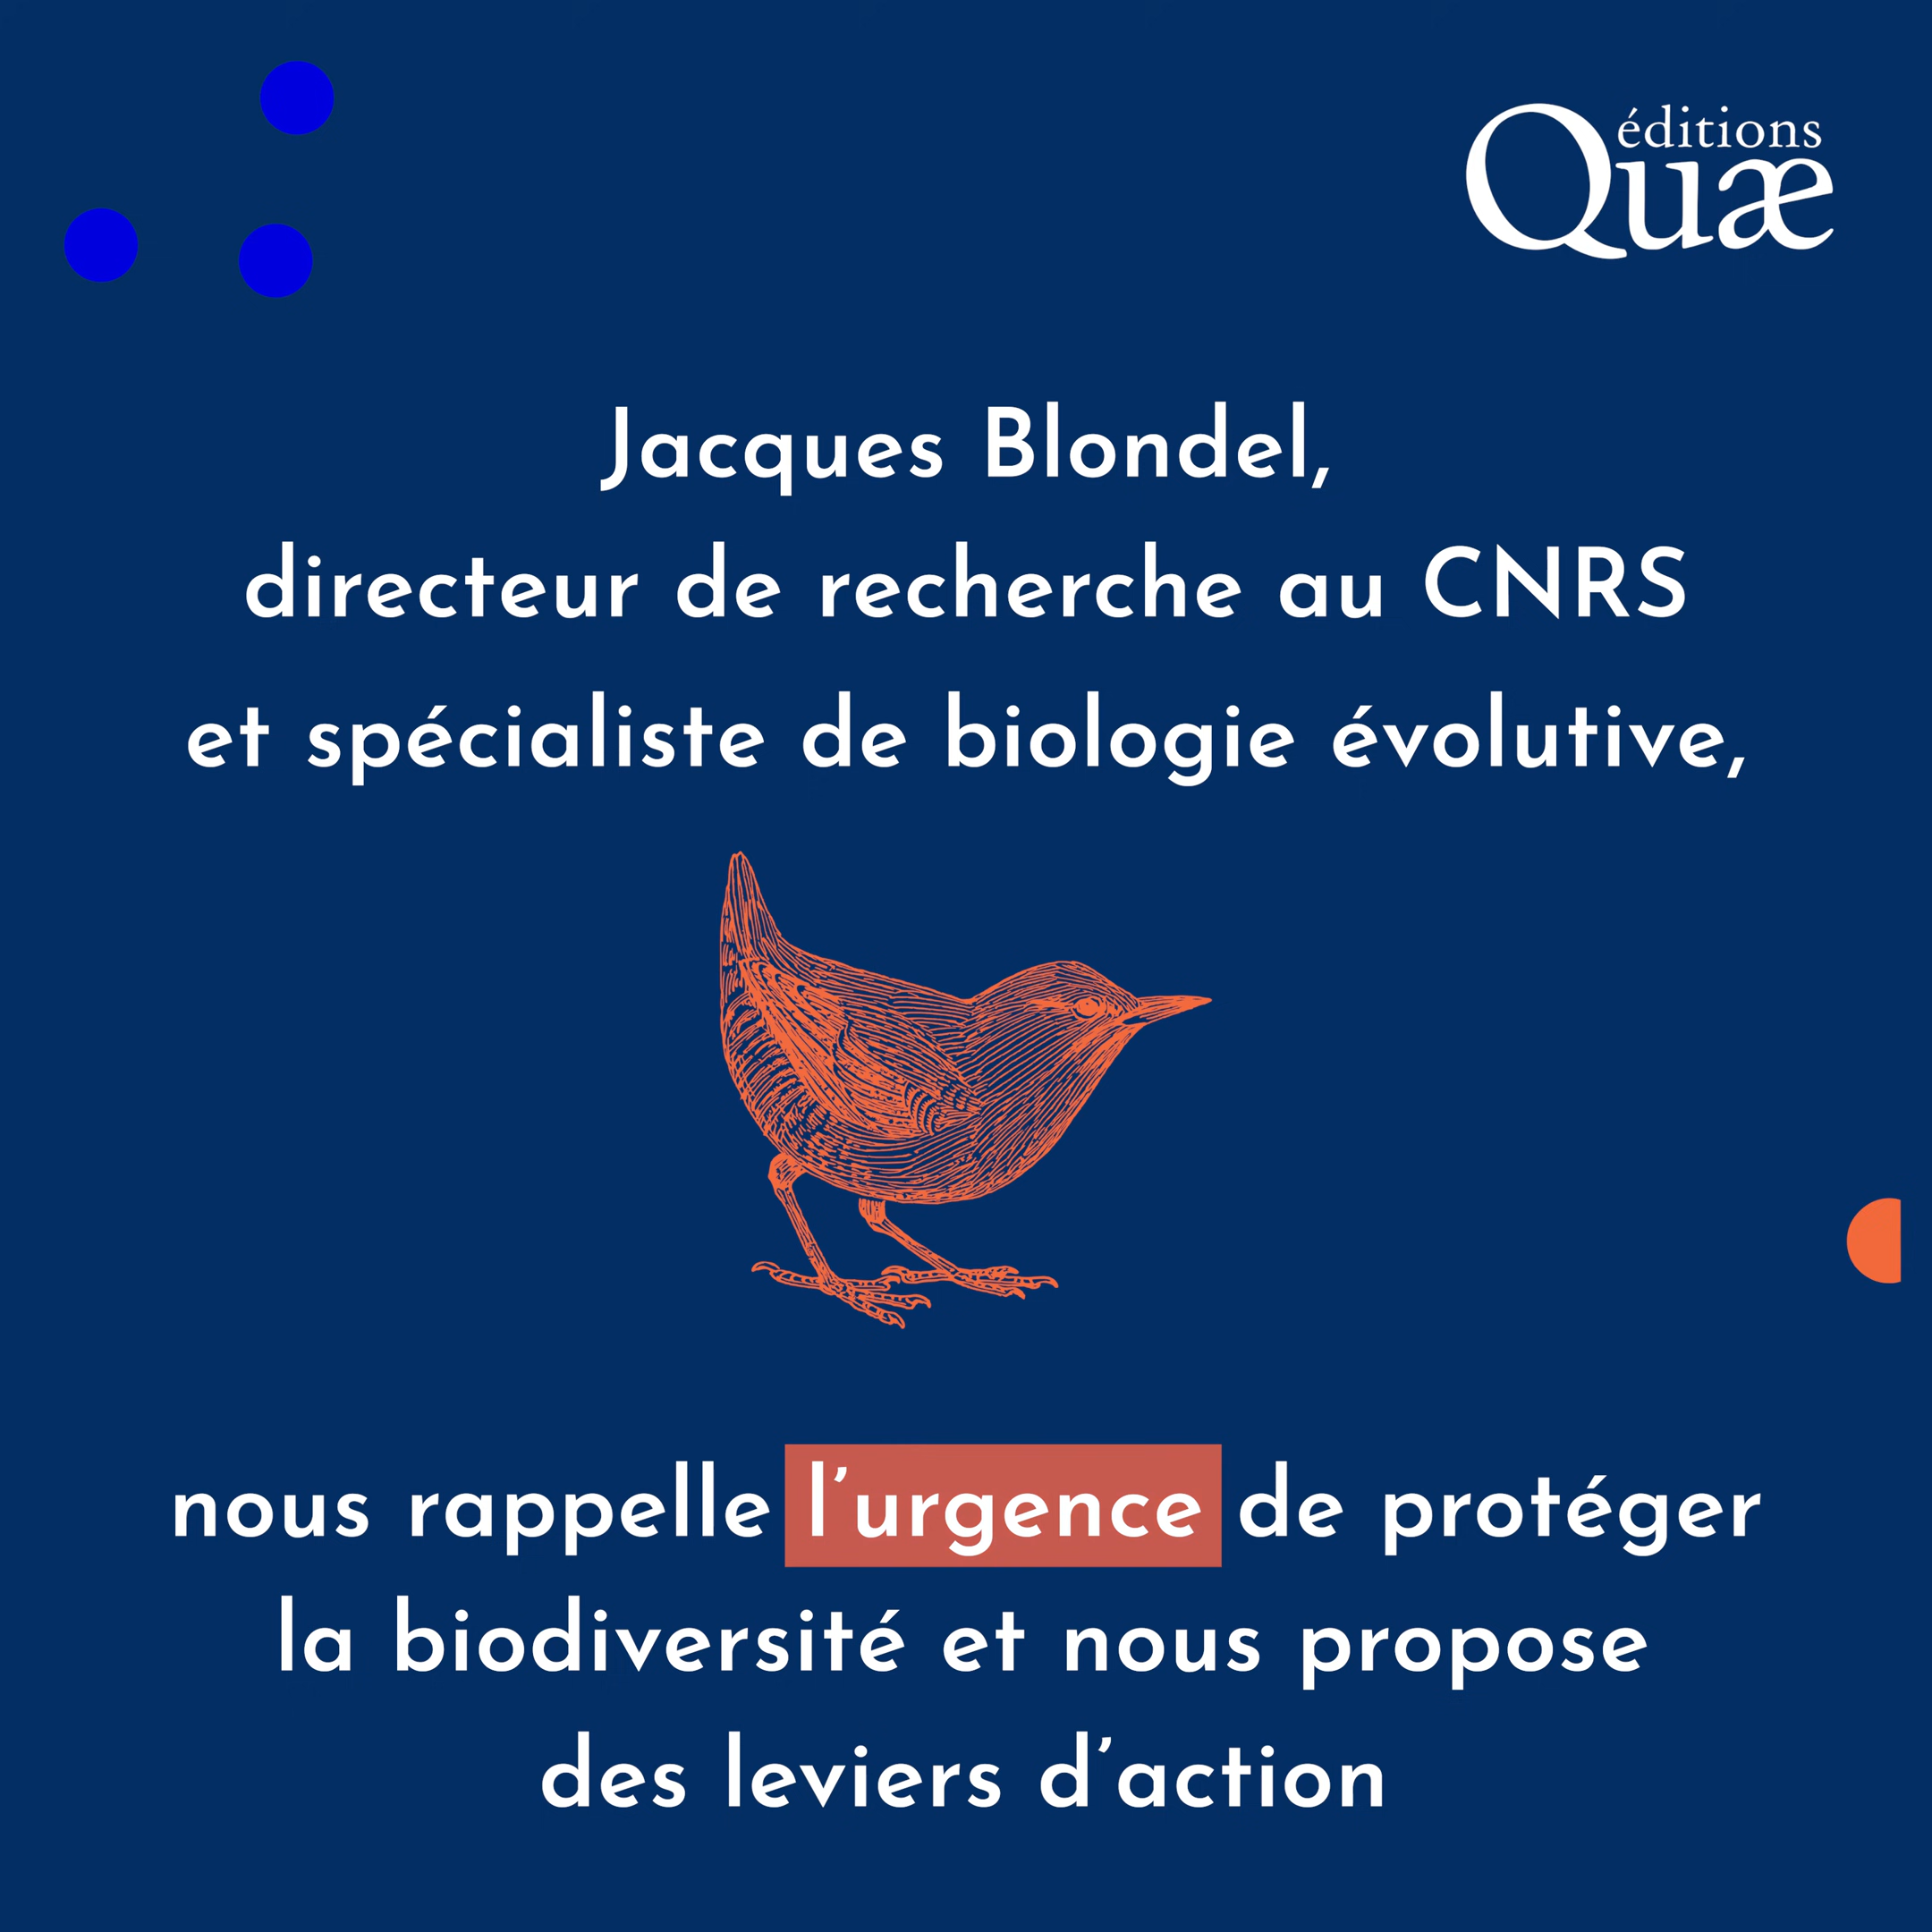 éditions
Quæ
Jacques Blondel,
directeur de recherche au CNRS
et spécialiste de biologie évolutive,
nous rappelle l'urgence de protéger
la biodiversité et nous propose
des leviers d'action